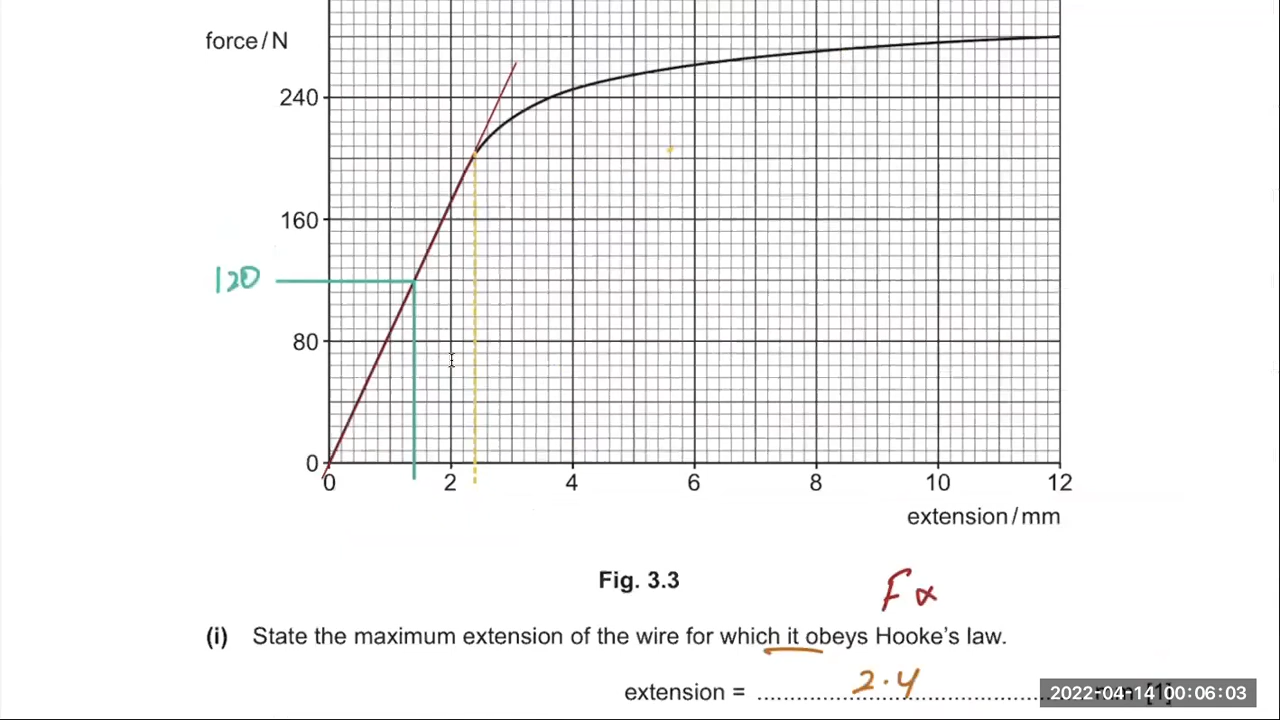 force/N
240
160
120
80
0
0 2 4 6 8 10 12
extension/mm
Fig. 3.3
F ∝
(i) State the maximum extension of the wire for which it obeys Hooke's law.
extension = ........ 2.4 ........ [1]
2022-04-14 00:06:03